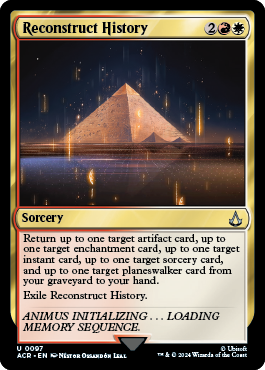 Reconstruct History 2
Sorcery
Return up to one target artifact card, up to
one target enchantment card, up to one target
instant card, up to one target sorcery card,
and up to one target planeswalker card from
your graveyard to your hand.
Exile Reconstruct History.
ANIMUS INITIALIZING . . . LOADING
MEMORY SEQUENCE.
U 0097
ACR • EN Néstor Ossandón Leal
© Ubisoft
™ & © 2024 Wizards of the Coast